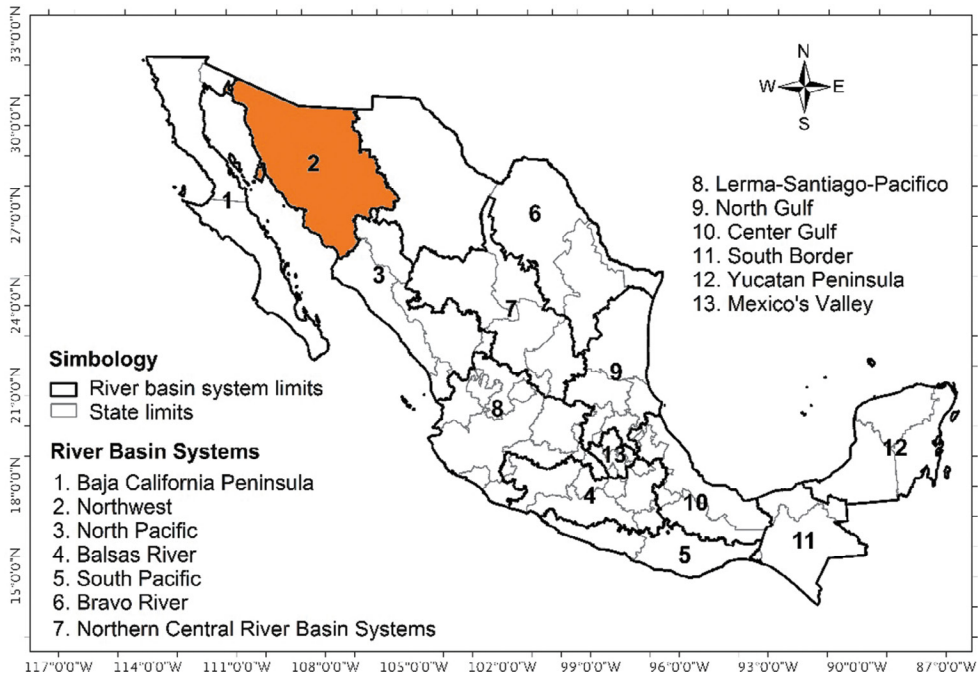 33°0'0"N
30°0'0"N
27°0'0"N
24°0'0"N
21°0'0"N
18°0'0"N
15°0'0"N
N
W E
S
8. Lerma-Santiago-Pacifico
9. North Gulf
10. Center Gulf
11. South Border
12. Yucatan Peninsula
13. Mexico's Valley
2
1
6
3
7
9
8
13
12
4
10
11
5
Simbology
River basin system limits
State limits
River Basin Systems
1. Baja California Peninsula
2. Northwest
3. North Pacific
4. Balsas River
5. South Pacific
6. Bravo River
7. Northern Central River Basin Systems
117°0'0"W 114°0'0"W 111°0'0"W 108°0'0"W 105°0'0"W 102°0'0"W 99°0'0"W 96°0'0"W 93°0'0"W 90°0'0"W 87°0'0"W